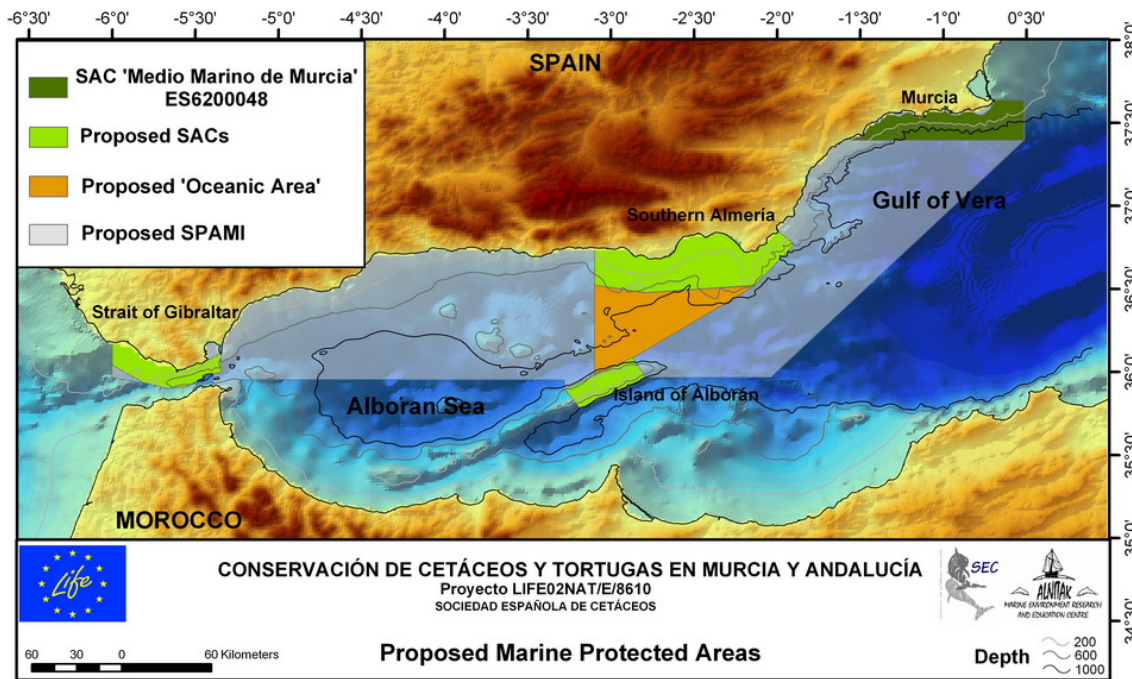 -6°30' -6°0' -5°30' -5°0' -4°30' -4°0' -3°30' -3°0' -2°30' -2°0' -1°30' -1°0' 0°30'
SAC 'Medio Marino de Murcia'
ES6200048
Proposed SACs
Proposed 'Oceanic Area'
Proposed SPAMI
SPAIN
Murcia
Gulf of Vera
Southern Almería
Strait of Gibraltar
Alboran Sea
Island of Alborán
MOROCCO
38°0'
37°30'
37°0'
36°30'
36°0'
35°30'
35°0'
34°30'
Life
CONSERVACIÓN DE CETÁCEOS Y TORTUGAS EN MURCIA Y ANDALUCÍA
Proyecto LIFE02NAT/E/8610
SOCIEDAD ESPAÑOLA DE CETÁCEOS
SEC
ALNITAK
MARINE ENVIRONMENT RESEARCH
AND EDUCATION CENTRE
60 30 0 60 Kilometers
Proposed Marine Protected Areas
Depth
200
600
1000